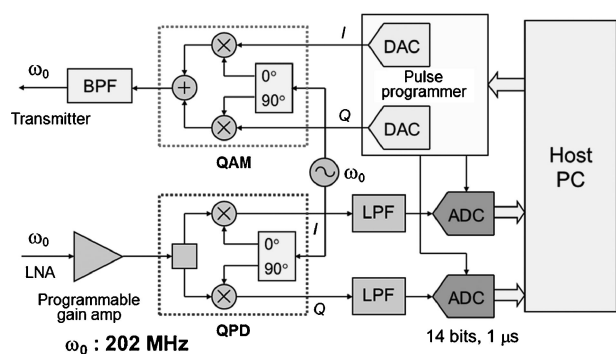 I
DAC
ω₀
BPF
0°
90°
Pulse
programmer
Transmitter
Q
DAC
QAM
ω₀
Host
PC
ω₀
LNA
I
LPF
ADC
0°
90°
Programmable
gain amp
Q
LPF
ADC
QPD
14 bits, 1 µs
ω₀ : 202 MHz